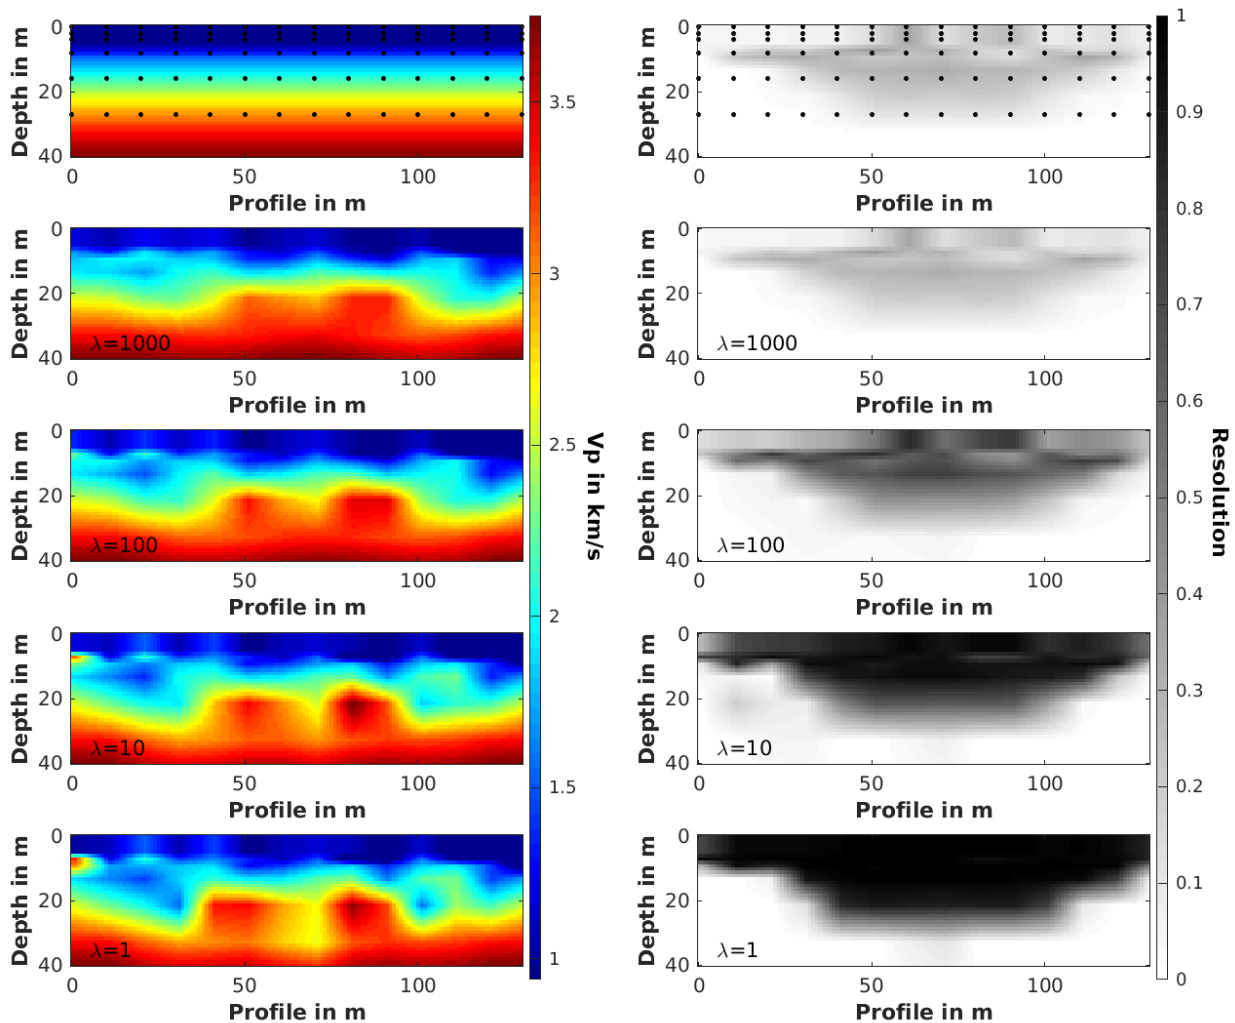 0
20
40
Depth in m
0 50 100
Profile in m
0
20
40
Depth in m
0 50 100
Profile in m
0
20
40
Depth in m
λ=1000
0 50 100
Profile in m
0
20
40
Depth in m
λ=1000
0 50 100
Profile in m
0
20
40
Depth in m
λ=100
0 50 100
Profile in m
0
20
40
Depth in m
λ=100
0 50 100
Profile in m
0
20
40
Depth in m
λ=10
0 50 100
Profile in m
0
20
40
Depth in m
λ=10
0 50 100
Profile in m
0
20
40
Depth in m
λ=1
0 50 100
Profile in m
0
20
40
Depth in m
λ=1
0 50 100
Profile in m
3.5
3
2.5
2
1.5
1
Vp in km/s
1
0.9
0.8
0.7
0.6
0.5
0.4
0.3
0.2
0.1
0
Resolution